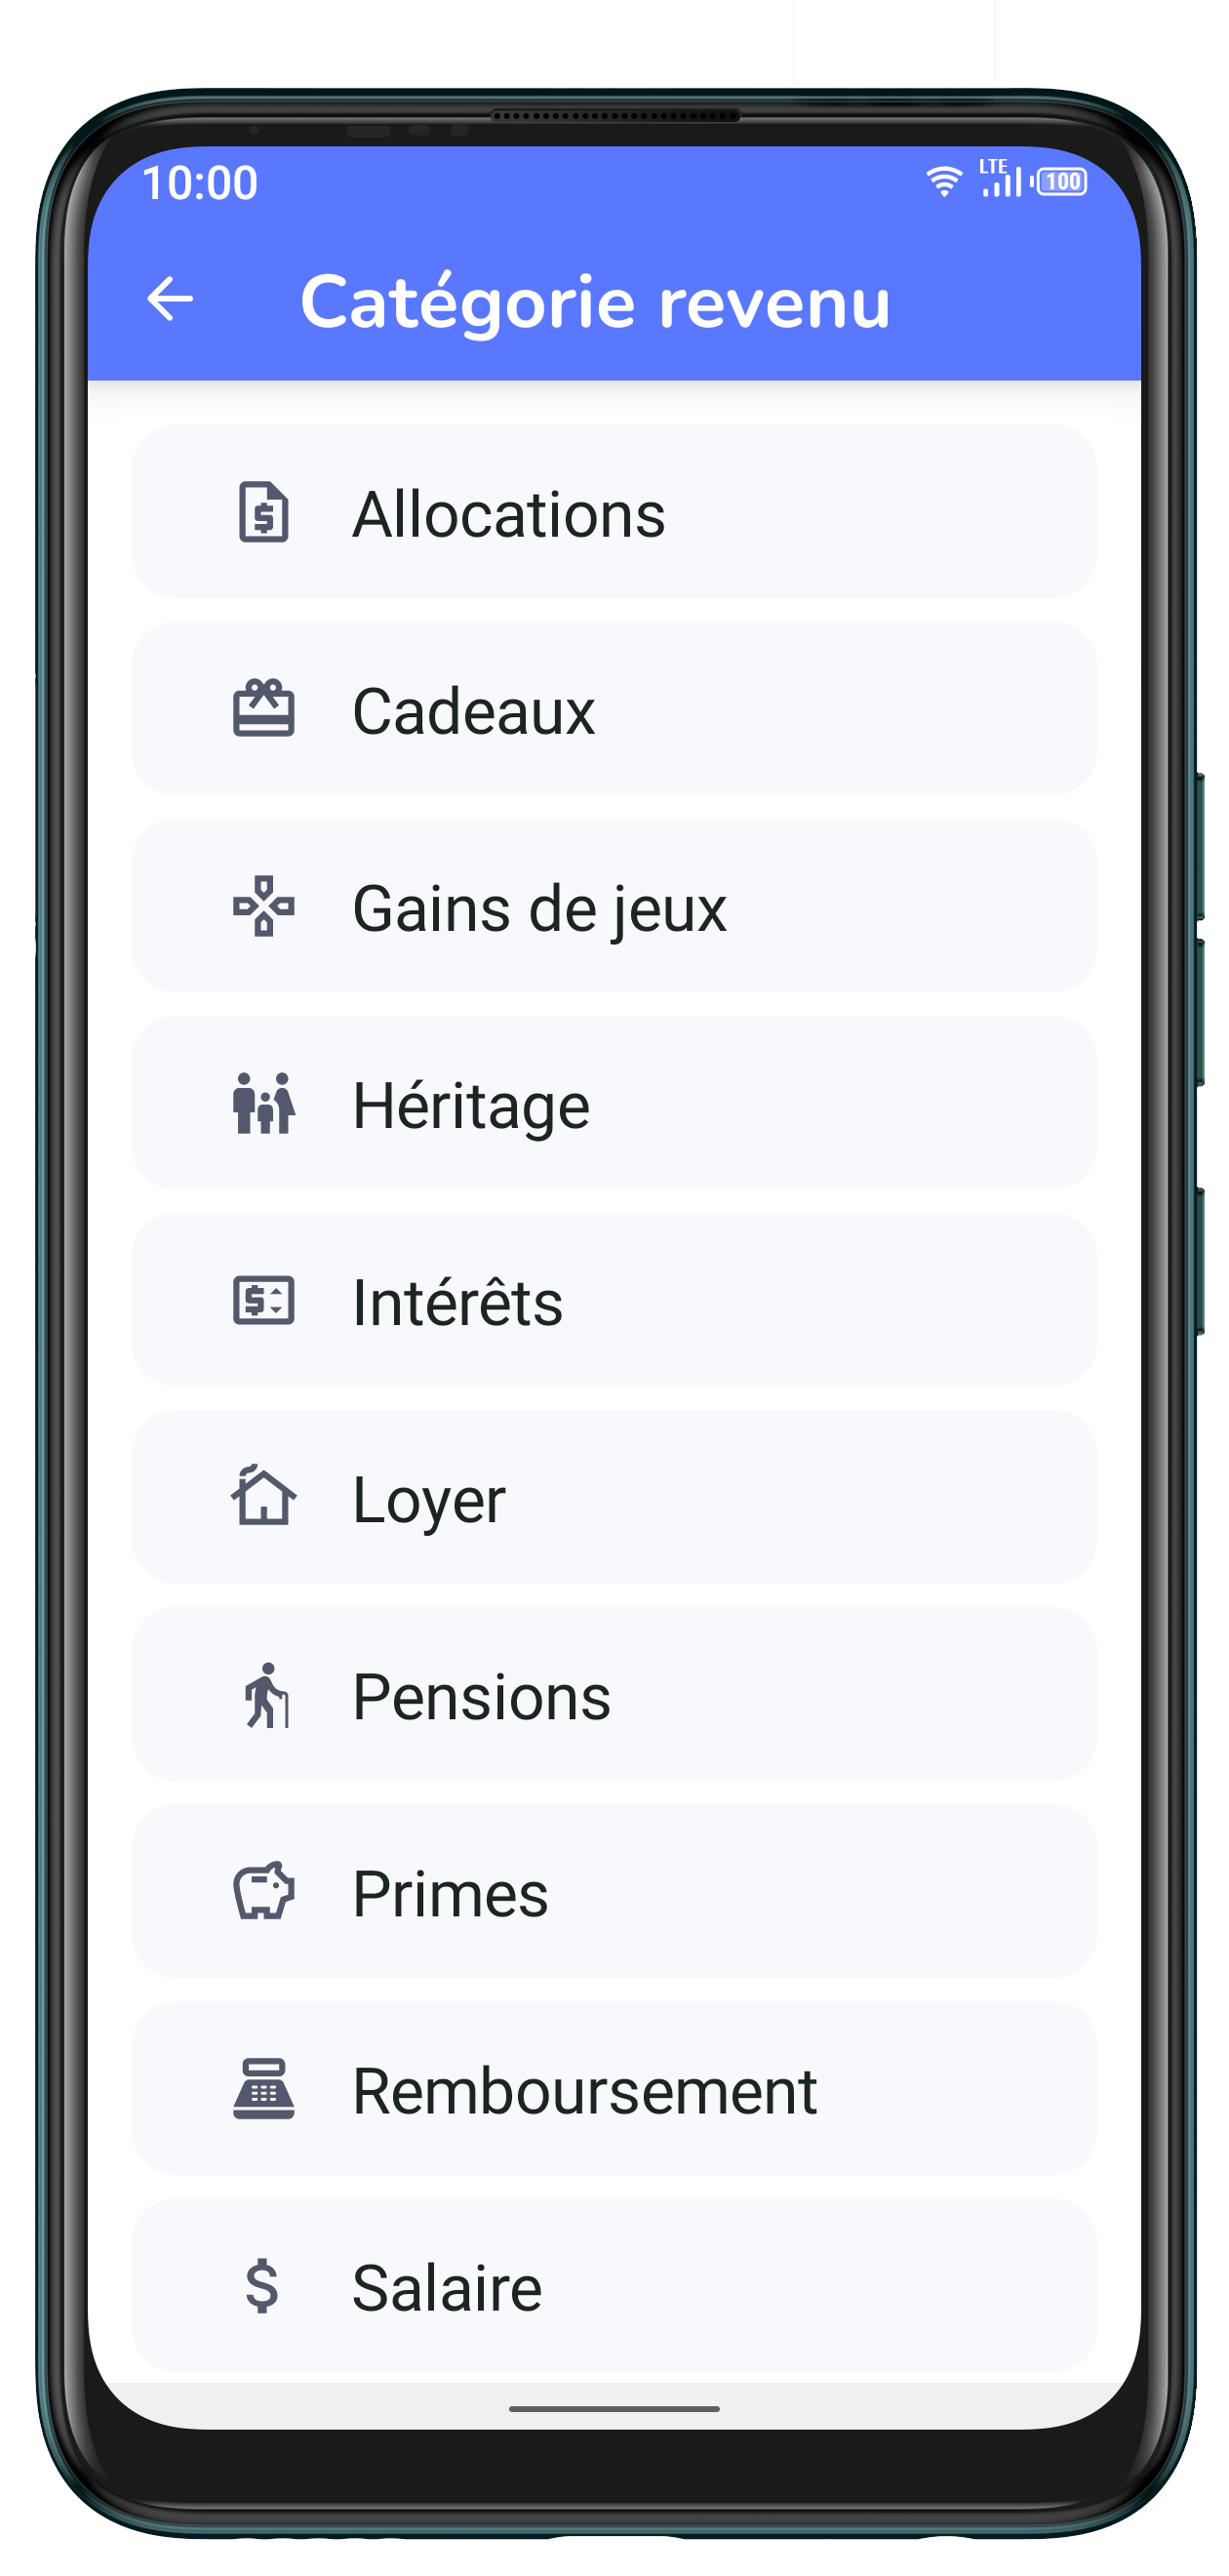 10:00 LTE 100
Catégorie revenu
Allocations
Cadeaux
Gains de jeux
Héritage
Intérêts
Loyer
Pensions
Primes
Remboursement
Salaire